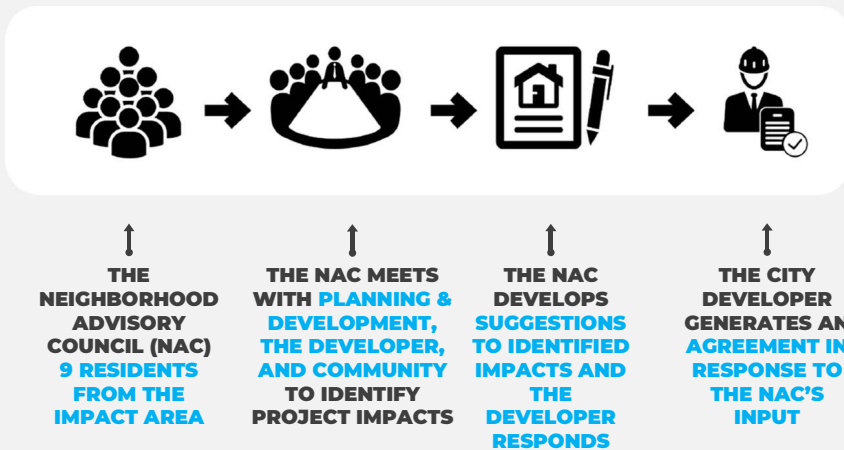 THE
NEIGHBORHOOD
ADVISORY
COUNCIL (NAC)
9 RESIDENTS
FROM THE
IMPACT AREA
THE NAC MEETS
WITH PLANNING &
DEVELOPMENT,
THE DEVELOPER,
AND COMMUNITY
TO IDENTIFY
PROJECT IMPACTS
THE NAC
DEVELOPS
SUGGESTIONS
TO IDENTIFIED
IMPACTS AND
THE
DEVELOPER
RESPONDS
THE CITY
DEVELOPER
GENERATES AN
AGREEMENT IN
RESPONSE TO
THE NAC'S
INPUT